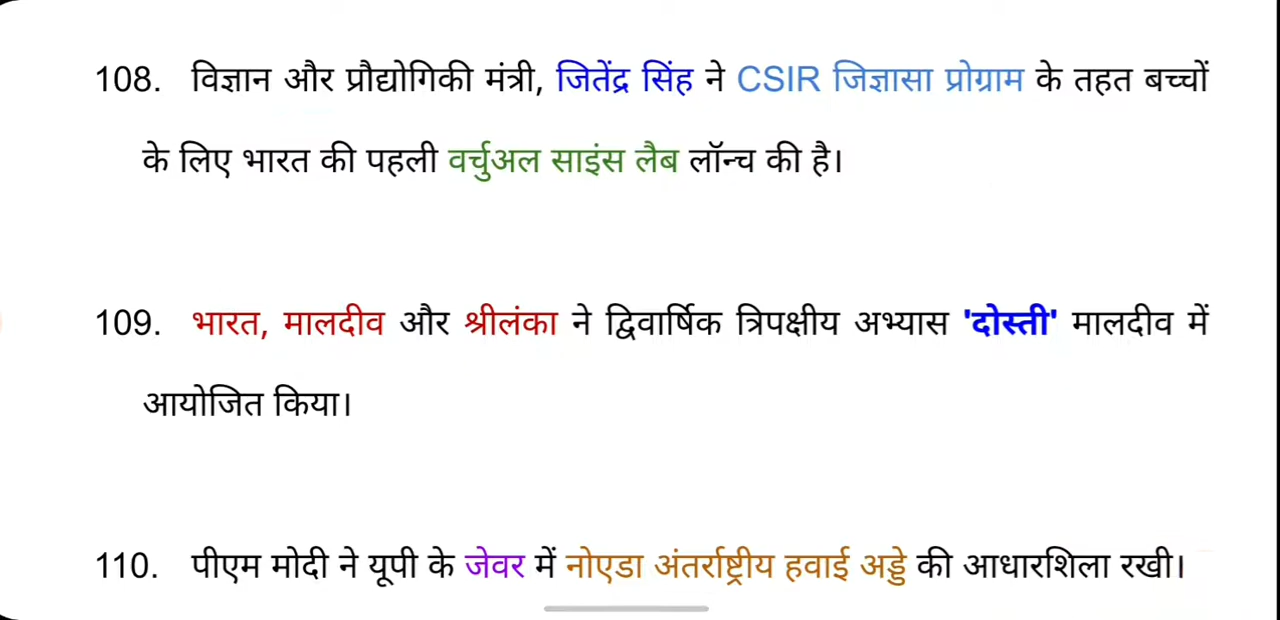 108. विज्ञान और प्रौद्योगिकी मंत्री, जितेंद्र सिंह ने CSIR जिज्ञासा प्रोग्राम के तहत बच्चों
के लिए भारत की पहली वर्चुअल साइंस लैब लॉन्च की है।
109. भारत, मालदीव और श्रीलंका ने द्विवार्षिक त्रिपक्षीय अभ्यास 'दोस्ती' मालदीव में
आयोजित किया।
110. पीएम मोदी ने यूपी के जेवर में नोएडा अंतर्राष्ट्रीय हवाई अड्डे की आधारशिला रखी।